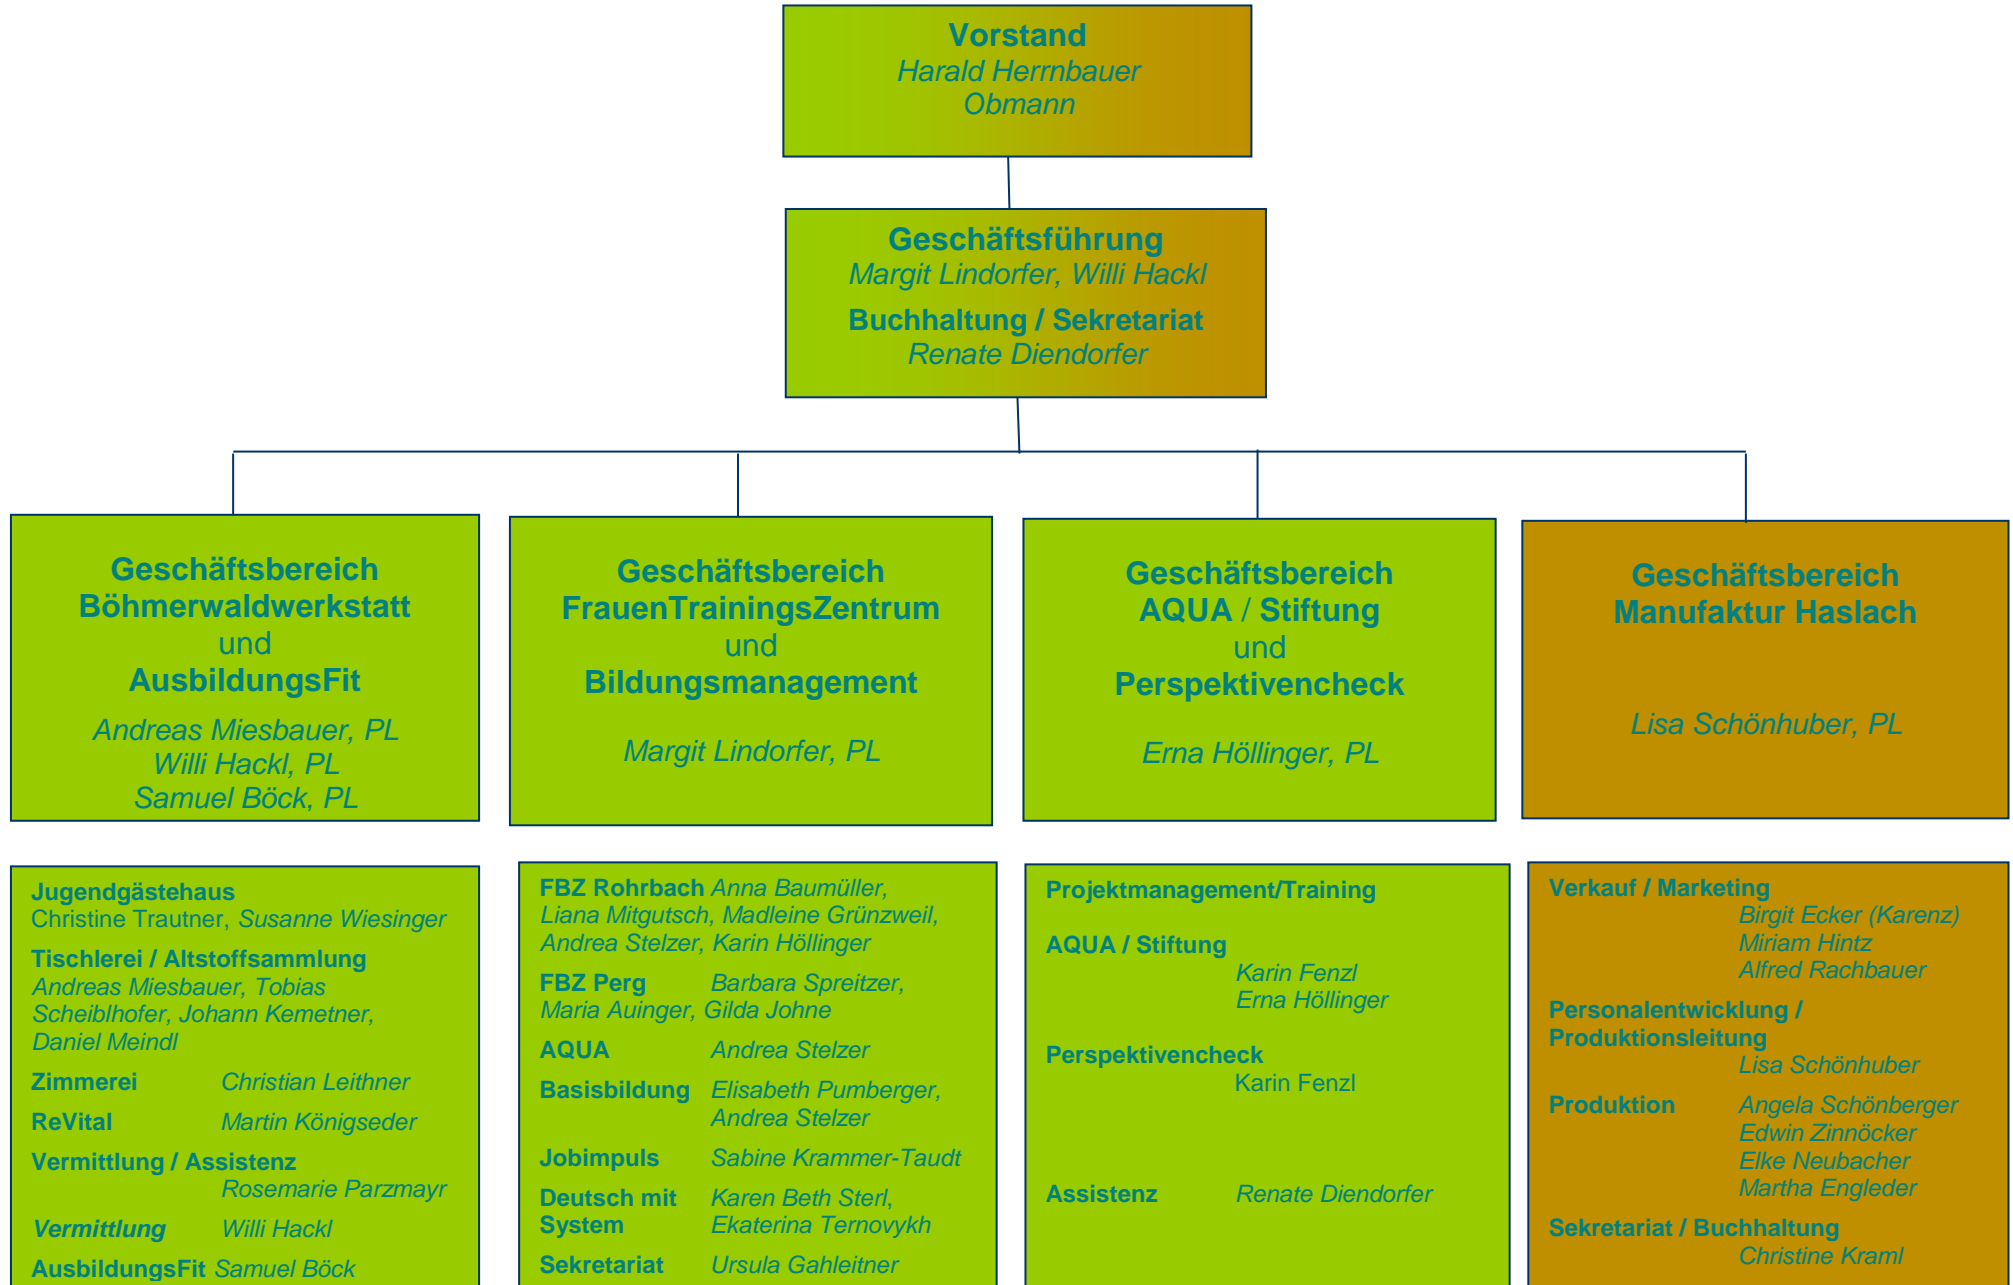 Vorstand
Harald Herrnbauer
Obmann
Geschäftsführung
Margit Lindorfer, Willi Hackl
Buchhaltung / Sekretariat
Renate Diendorfer
Geschäftsbereich
Böhmerwaldwerkstatt
und
AusbildungsFit
Andreas Miesbauer, PL
Willi Hackl, PL
Samuel Böck, PL
Geschäftsbereich
FrauenTrainingsZentrum
und
Bildungsmanagement
Margit Lindorfer, PL
Geschäftsbereich
AQUA / Stiftung
und
Perspektivencheck
Erna Höllinger, PL
Geschäftsbereich
Manufaktur Haslach
Lisa Schönhuber, PL
Jugendgästehaus
Christine Trautner, Susanne Wiesinger
Tischlerei / Altstoffsammlung
Andreas Miesbauer, Tobias
Scheiblhofer, Johann Kemetner,
Daniel Meindl
Zimmerei Christian Leithner
ReVital Martin Königseder
Vermittlung / Assistenz
Rosemarie Parzmayr
Vermittlung Willi Hackl
AusbildungsFit Samuel Böck
FBZ Rohrbach Anna Baumüller,
Liana Mitgutsch, Madleine Grünzweil,
Andrea Stelzer, Karin Höllinger
FBZ Perg Barbara Spreitzer,
Maria Auinger, Gilda Johne
AQUA Andrea Stelzer
Basisbildung Elisabeth Pumberger,
Andrea Stelzer
Jobimpuls Sabine Krammer-Taudt
Deutsch mit Karen Beth Sterl,
System Ekaterina Ternovykh
Sekretariat Ursula Gahleitner
Projektmanagement/Training
AQUA / Stiftung
Karin Fenzl
Erna Höllinger
Perspektivencheck
Karin Fenzl
Assistenz Renate Diendorfer
Verkauf / Marketing
Birgit Ecker (Karenz)
Miriam Hintz
Alfred Rachbauer
Personalentwicklung /
Produktionsleitung
Lisa Schönhuber
Produktion Angela Schönberger
Edwin Zinnöcker
Elke Neubacher
Martha Engleder
Sekretariat / Buchhaltung
Christine Kraml